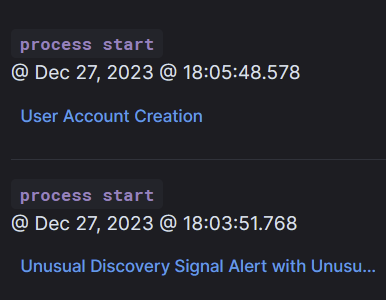 process start
@ Dec 27, 2023 @ 18:05:48.578
User Account Creation
process start
@ Dec 27, 2023 @ 18:03:51.768
Unusual Discovery Signal Alert with Unusu...